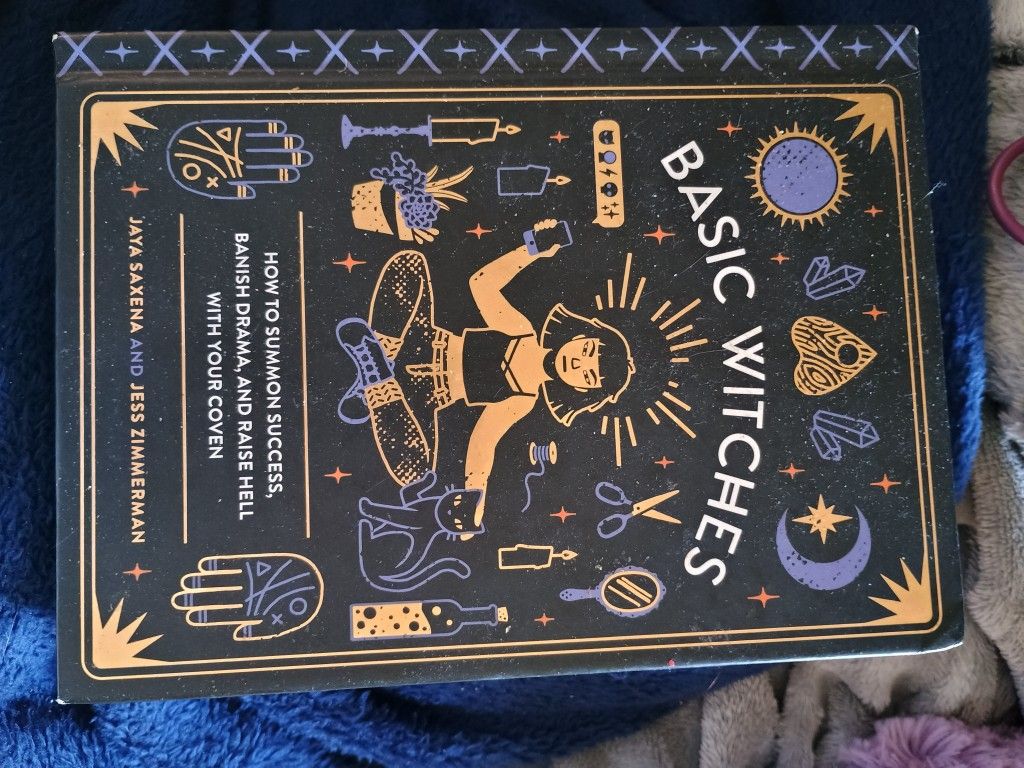 BASIC WITCHES
HOW TO SUMMON SUCCESS,
BANISH DRAMA, AND RAISE HELL
WITH YOUR COVEN
JAYA SAXENA AND JESS ZIMMERMAN